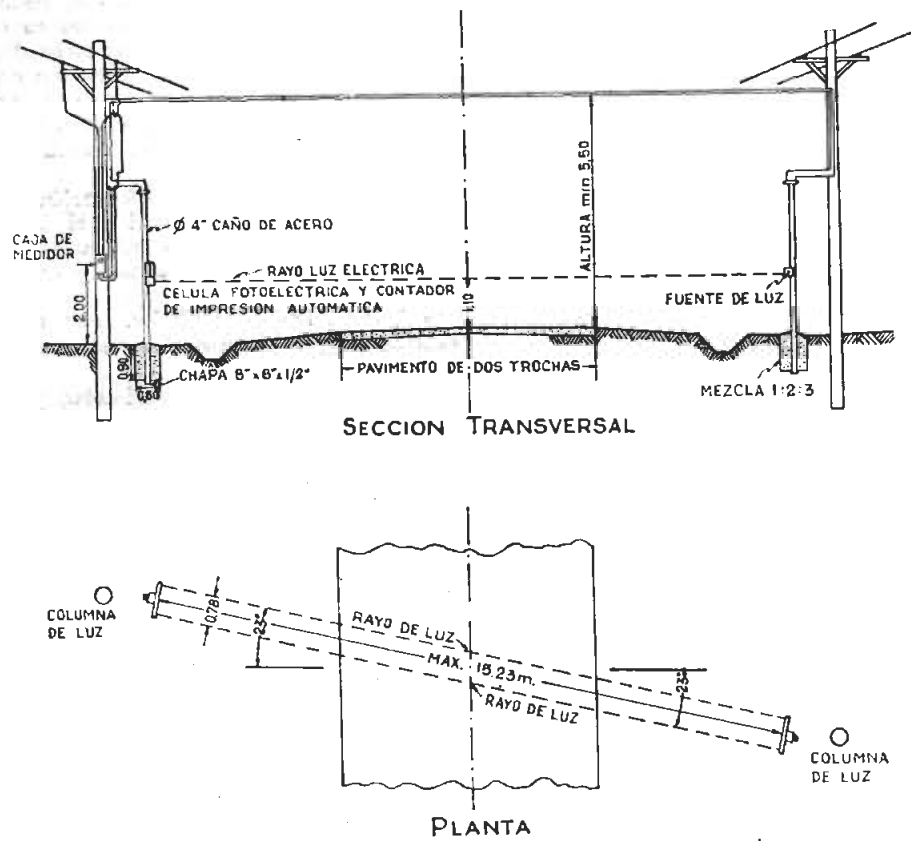 Ø 4" CAÑO DE ACERO
CAJA DE
MEDIDOR
2.00
RAYO LUZ ELECTRICA
CELULA FOTOELECTRICA Y CONTADOR
DE IMPRESION AUTOMATICA
1.10
ALTURA min 5,50
FUENTE DE LUZ
0.90
0,60
CHAPA 8" x 8" x 1/2"
PAVIMENTO DE DOS TROCHAS
MEZCLA 1:2:3
SECCION TRANSVERSAL
COLUMNA
DE LUZ
0,78
23°
RAYO DE LUZ
MAX. 18.23 m.
RAYO DE LUZ
23°
COLUMNA
DE LUZ
PLANTA